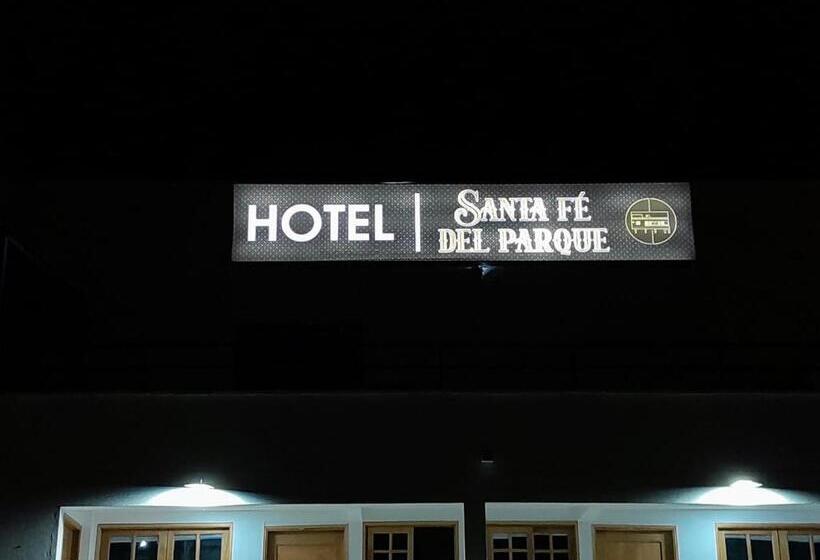 HOTEL
SANTA FÉ
DEL PARQUE